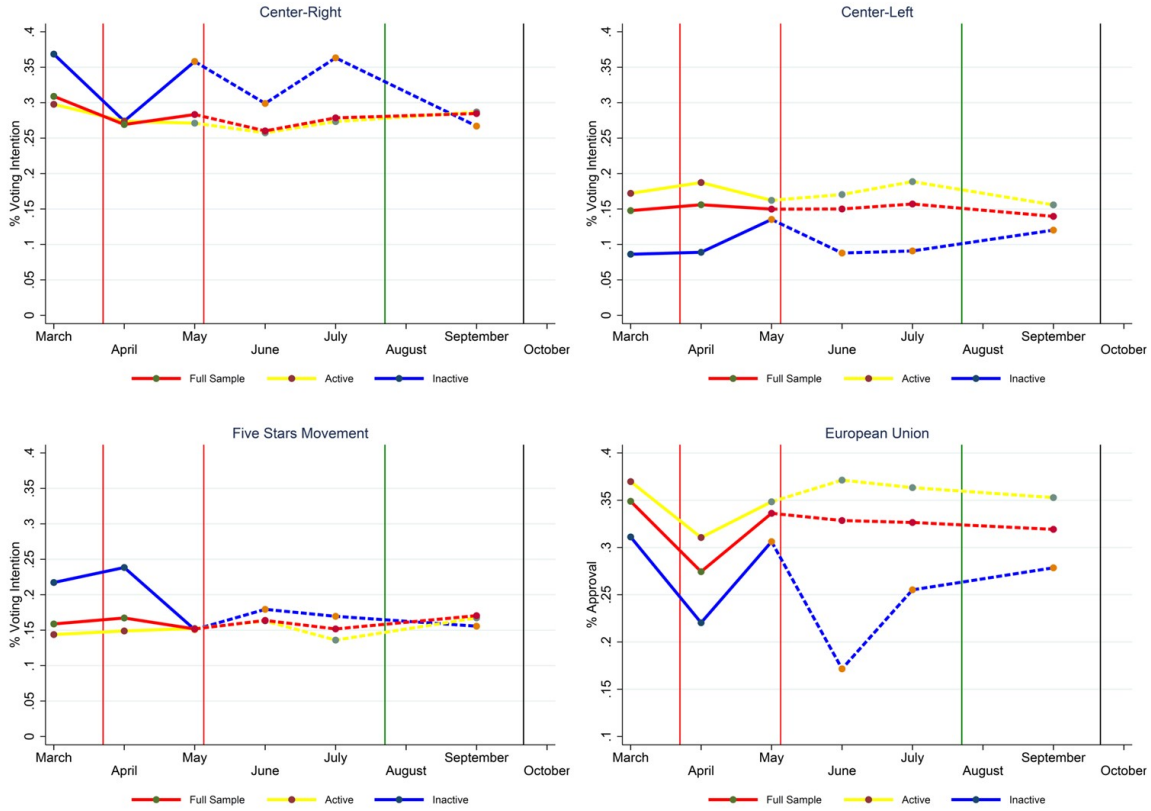 Center-Right
% Voting Intention
.4
.35
.3
.25
.2
.15
.1
.05
0
March
April
May
June
July
August
September
October
Full Sample Active Inactive
Center-Left
% Voting Intention
.4
.35
.3
.25
.2
.15
.1
.05
0
March
April
May
June
July
August
September
October
Full Sample Active Inactive
Five Stars Movement
% Voting Intention
.4
.35
.3
.25
.2
.15
.1
.05
0
March
April
May
June
July
August
September
October
Full Sample Active Inactive
European Union
% Approval
.4
.35
.3
.25
.2
.15
.1
March
April
May
June
July
August
September
October
Full Sample Active Inactive